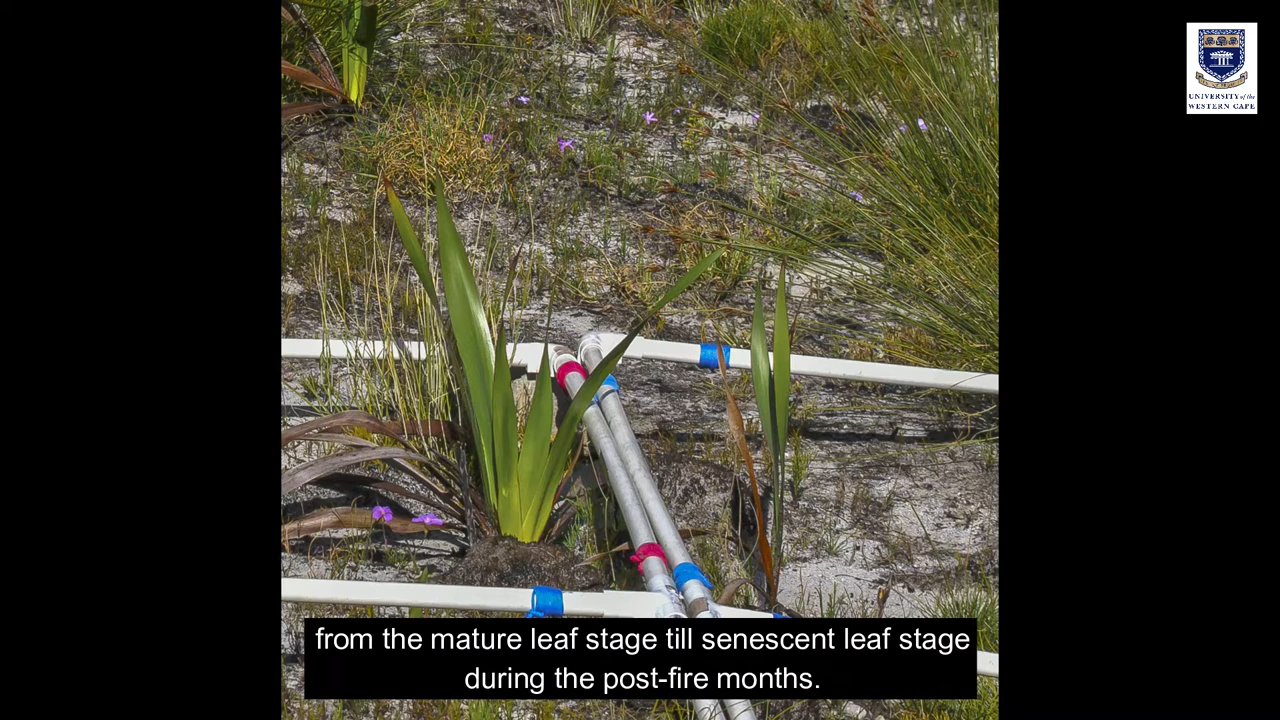 UNIVERSITY of the
WESTERN CAPE
from the mature leaf stage till senescent leaf stage
during the post-fire months.